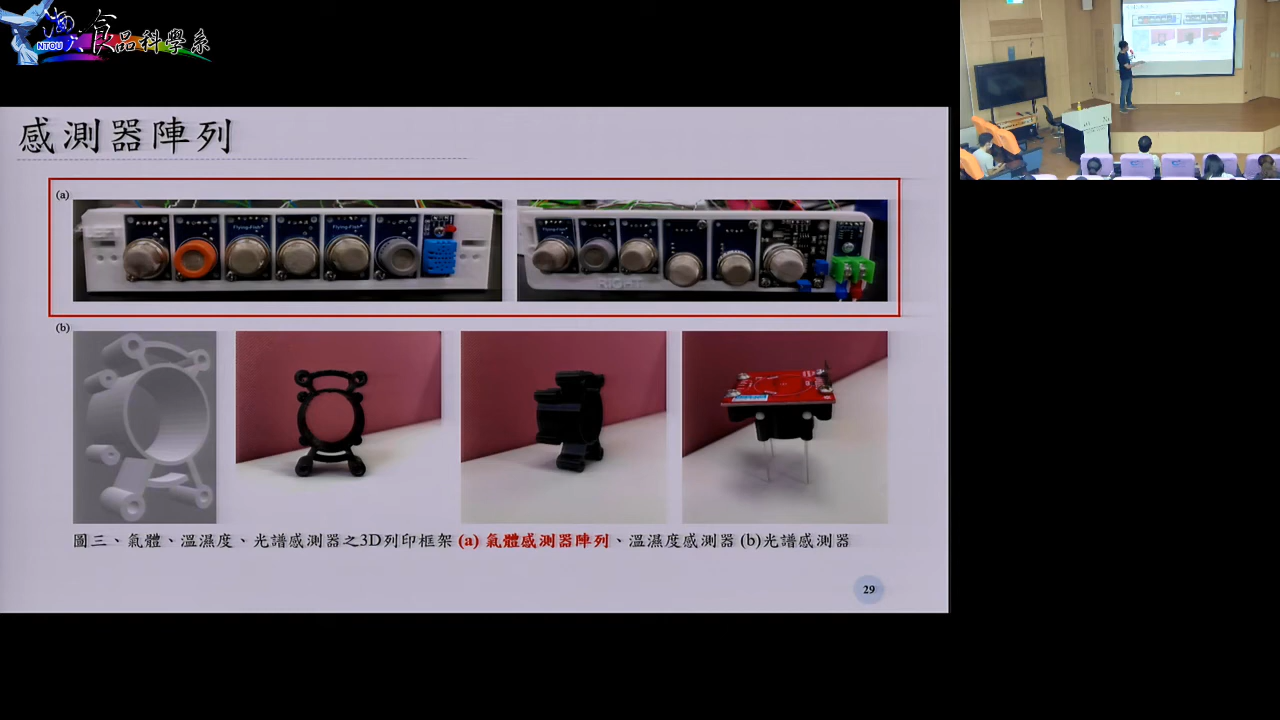 海大食品科學系
NTOU
感測器陣列
(a)
Flying-Fish
Flying-Fish
Flying-Fish
RIGHT
(b)
圖三、氣體、溫濕度、光譜感測器之3D列印框架 (a) 氣體感測器陣列、溫濕度感測器 (b)光譜感測器
29